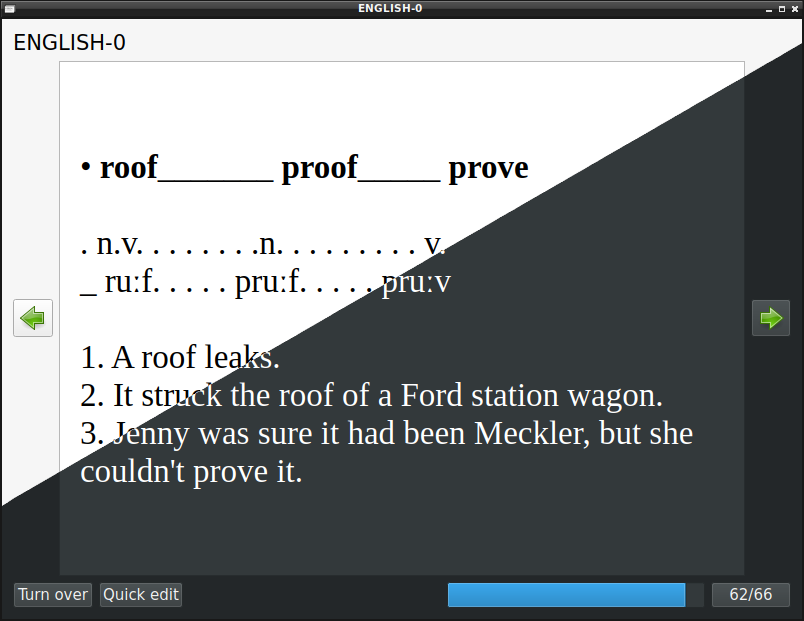 ENGLISH-0
ENGLISH-0
• roof_______ proof_____ prove
. n.v. . . . . . . .n. . . . . . . . . v.
_ ru:f. . . . . pru:f. . . . . pru:v
1. A roof leaks.
2. It struck the roof of a Ford station wagon.
3. Jenny was sure it had been Meckler, but she
couldn't prove it.
Turn over Quick edit 62/66